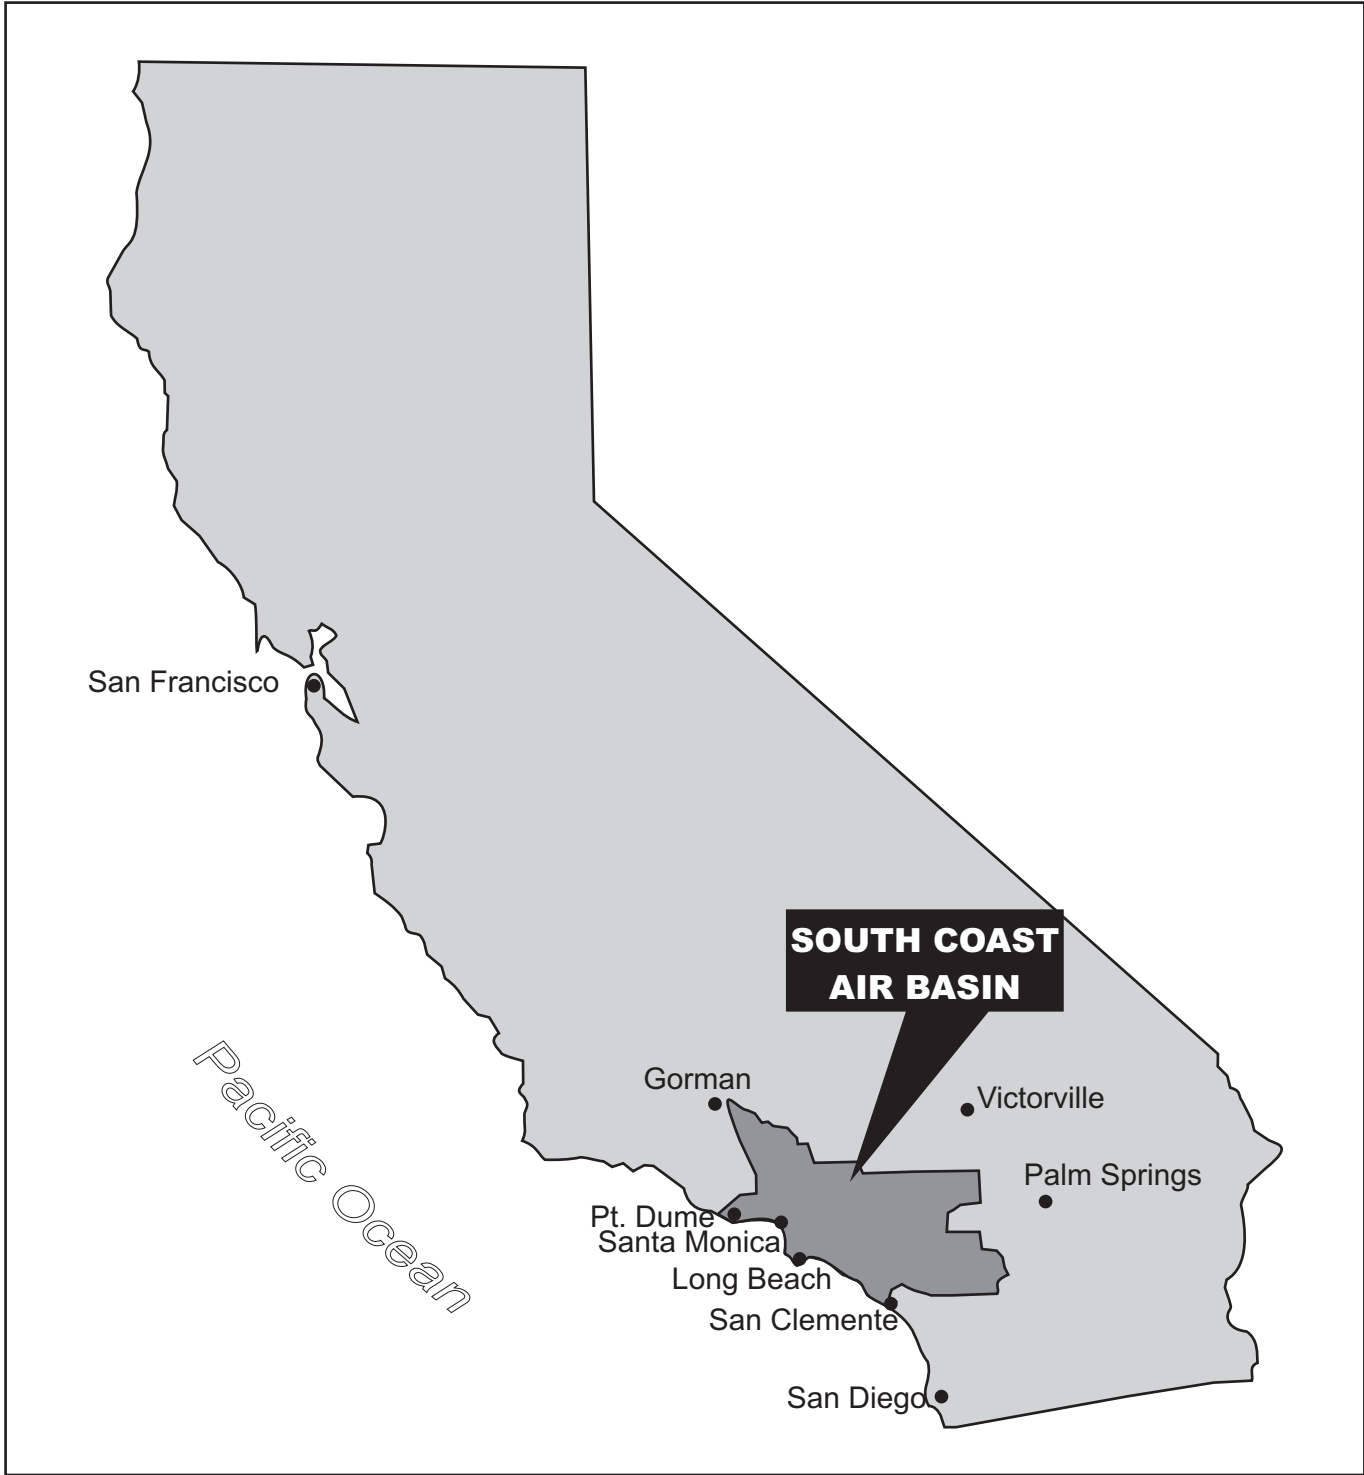 San Francisco
SOUTH COAST
AIR BASIN
Pacific Ocean
Gorman
Victorville
Palm Springs
Pt. Dume
Santa Monica
Long Beach
San Clemente
San Diego